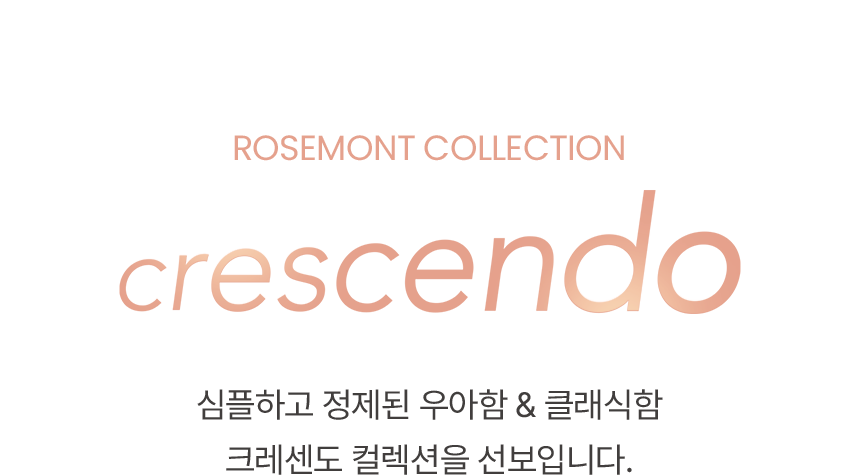 ROSEMONT COLLECTION
crescendo
심플하고 정제된 우아함 & 클래식함
크레센도 컬렉션을 선보입니다.